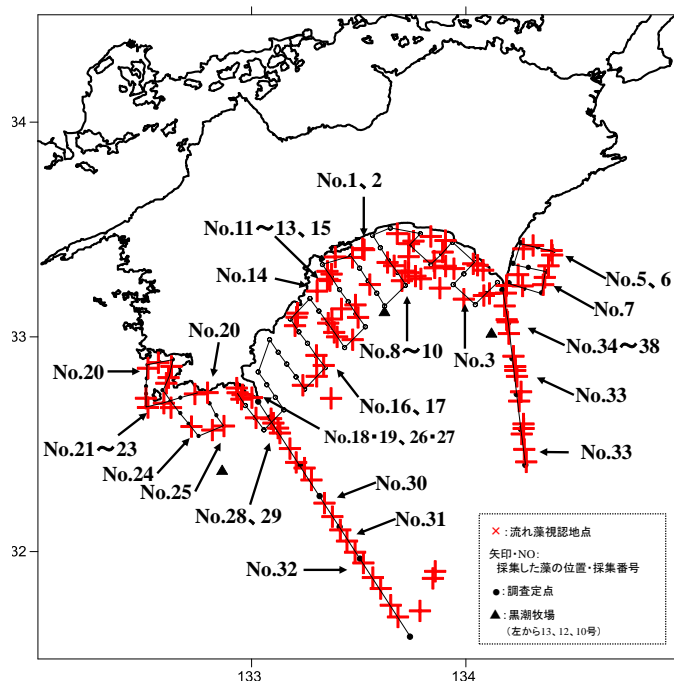 34
33
32
133
134
No.1、2
No.11～13、15
No.14
No.5、6
No.7
No.20
No.20
No.8～10
No.3
No.34～38
No.33
No.16、17
No.21～23
No.18・19、26・27
No.24
No.25
No.28、29
No.33
No.30
No.31
No.32
×：流れ藻視認地点
矢印・NO：
採集した藻の位置・採集番号
●：調査定点
▲：黒潮牧場
（左から13、12、10号）